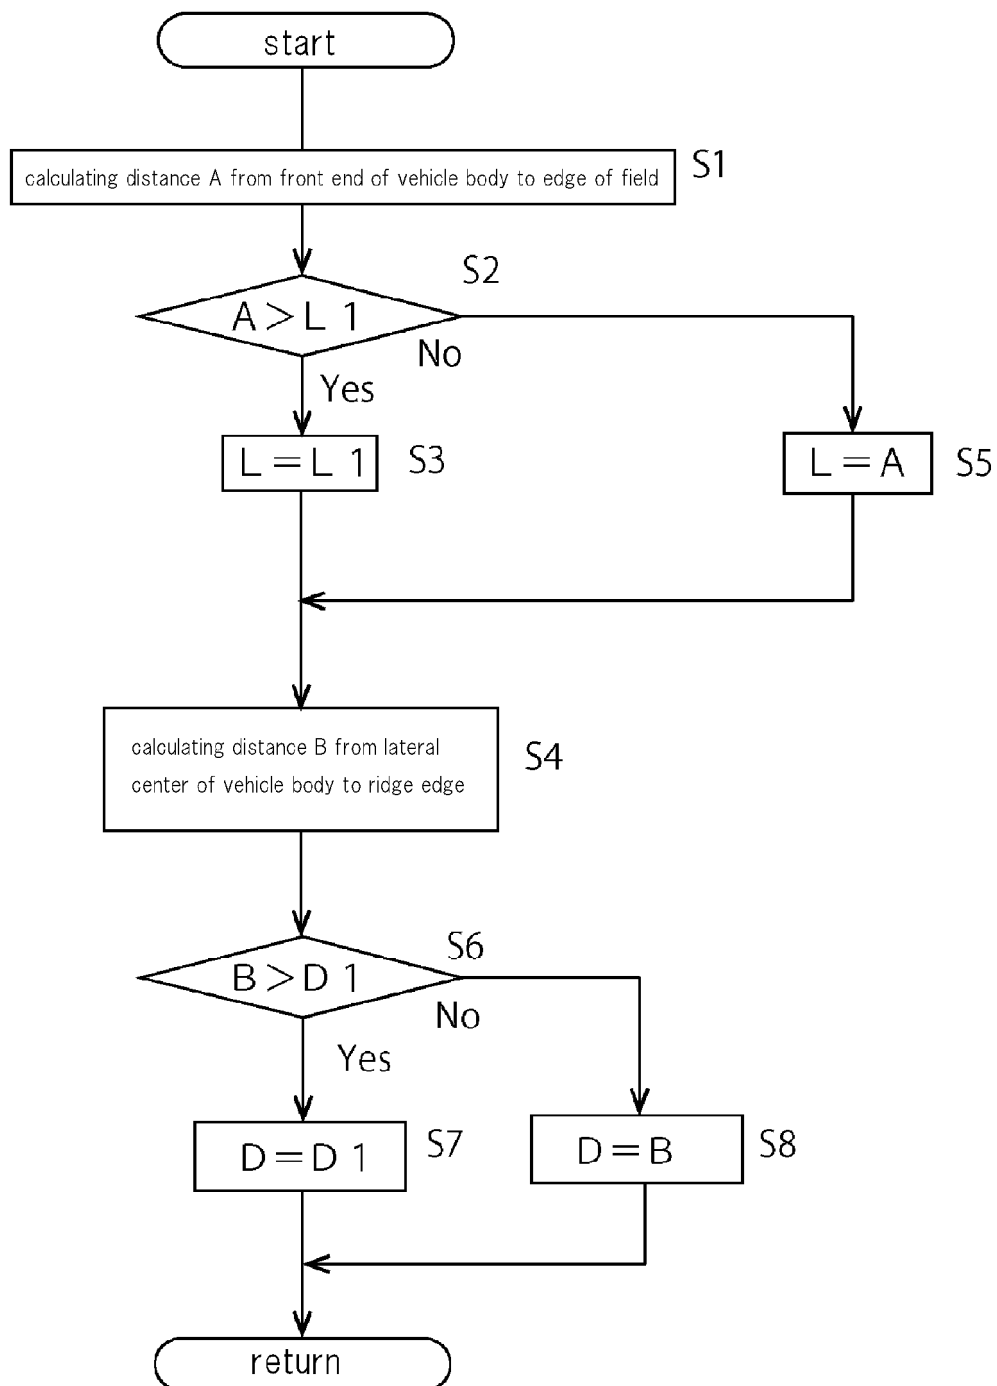 start
calculating distance A from front end of vehicle body to edge of field
S1
S2
A > L 1
No
Yes
L = L 1
S3
L = A
S5
calculating distance B from lateral
center of vehicle body to ridge edge
S4
S6
B > D 1
No
Yes
D = D 1
S7
D = B
S8
return